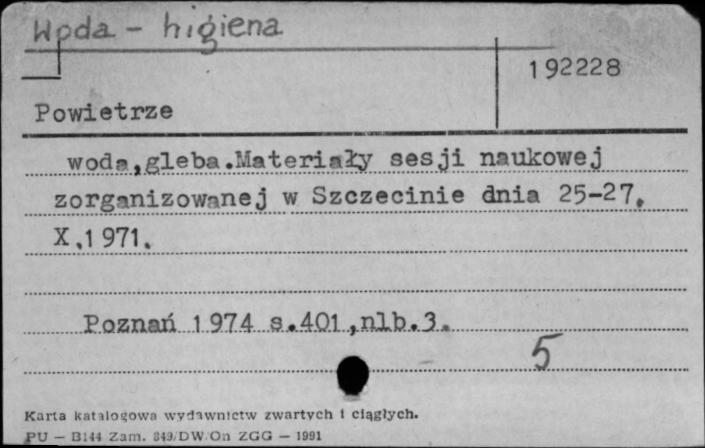 Woda - higiena
192228
Powietrze
woda,gleba.Materiały sesji naukowej
zorganizowanej w Szczecinie dnia 25-27.
X.1971.
Poznań 1974 s.401,nlb.3.
5
Karta katalogowa wydawnictw zwartych i ciągłych.
PU — B144 Zam. 849/DW/On ZGG — 1991